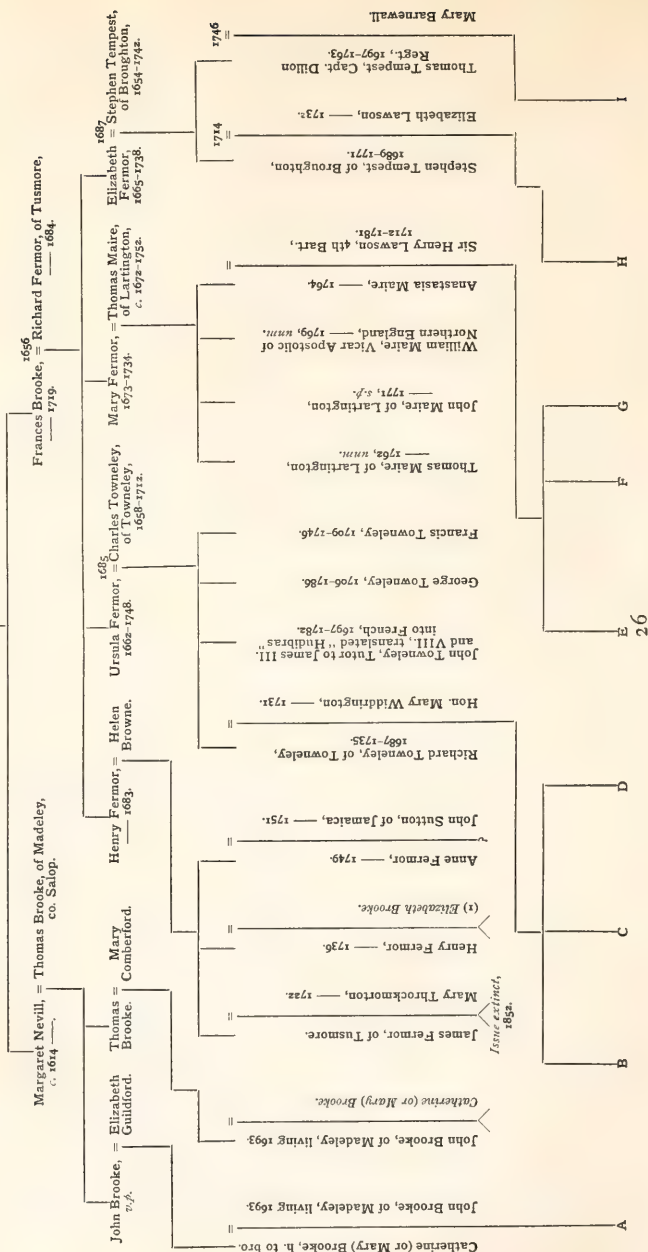 Margaret Nevill, = Thomas Brooke, of Madeley,
c. 1614 ——. co. Salop.
Frances Brooke, = Richard Fermor, of Tusmore,
—— 1719. —— 1684.
1656
John Brooke, = Elizabeth
v.p. Guildford.
Thomas = Mary
Brooke. Comberford.
Henry Fermor, = Helen
—— 1683. Browne.
1685
Ursula Fermor, = Charles Towneley,
1662-1748. of Towneley,
1658-1712.
Mary Fermor, = Thomas Maire,
1673-1734. of Lartington,
c. 1672-1752.
1687
Elizabeth = Stephen Tempest,
Fermor, of Broughton,
1665-1738. 1654-1742.
Catherine (or Mary) Brooke, h. to bro.
=
John Brooke, of Madeley living 1693.
John Brooke, of Madeley, living 1693.
=
Catherine (or Mary) Brooke.
James Fermor, of Tusmore.
=
Mary Throckmorton, —— 1722.
Issue extinct,
1852.
Henry Fermor, —— 1736.
=
(1) Elizabeth Brooke.
Anne Fermor, —— 1749.
=
John Sutton, of Jamaica, —— 1751.
Richard Towneley, of Towneley,
1687-1735.
=
Hon. Mary Widdrington, —— 1731.
John Towneley, Tutor to James III.
and VIII., translated "Hudibras"
into French, 1697-1782.
George Towneley, 1706-1786.
Francis Towneley, 1709-1746.
Thomas Maire, of Lartington,
—— 1762, unm.
John Maire, of Lartington,
—— 1771, s.p.
William Maire, Vicar Apostolic of
Northern England, —— 1769, unm.
Anastasia Maire, —— 1764.
=
Sir Henry Lawson, 4th Bart.,
1712-1781.
Stephen Tempest, of Broughton,
1689-1771.
1714 =
Elizabeth Lawson, —— 1732.
Thomas Tempest, Capt. Dillon
Regt., 1697-1763.
1746 =
Mary Barnewall.
A B C D E F G H I
26